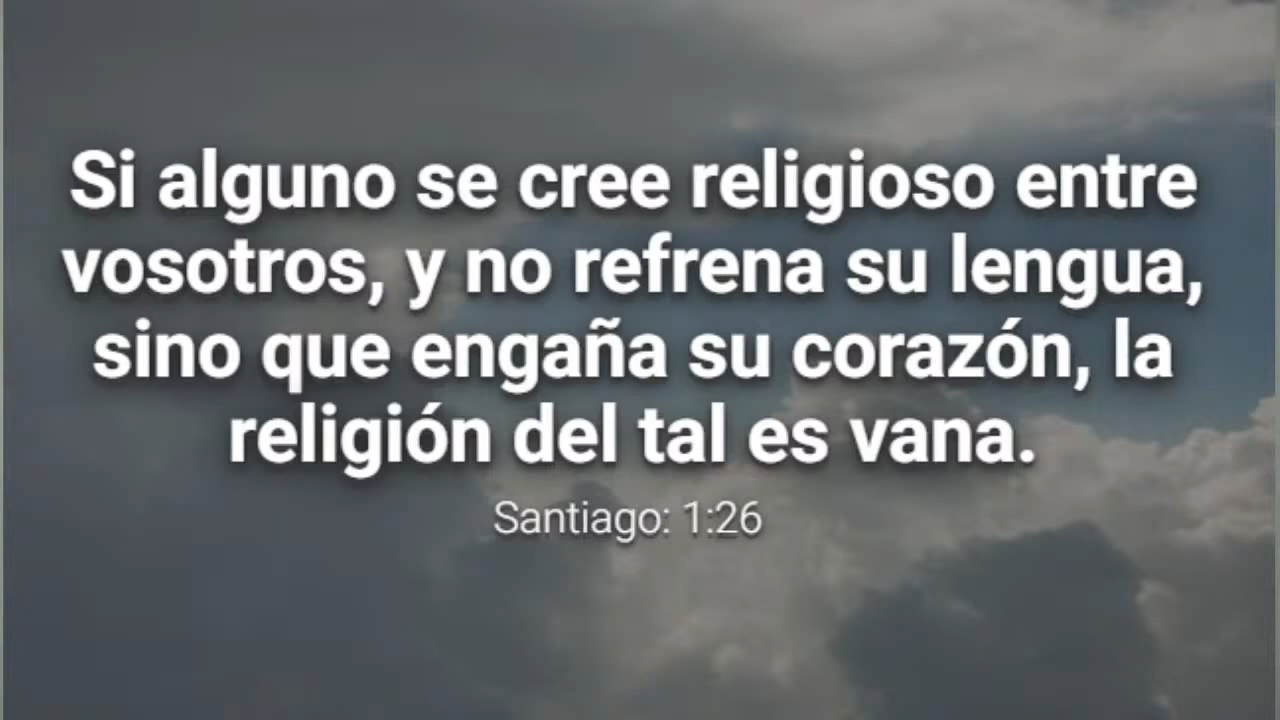 Si alguno se cree religioso entre
vosotros, y no refrena su lengua,
sino que engaña su corazón, la
religión del tal es vana.
Santiago: 1:26